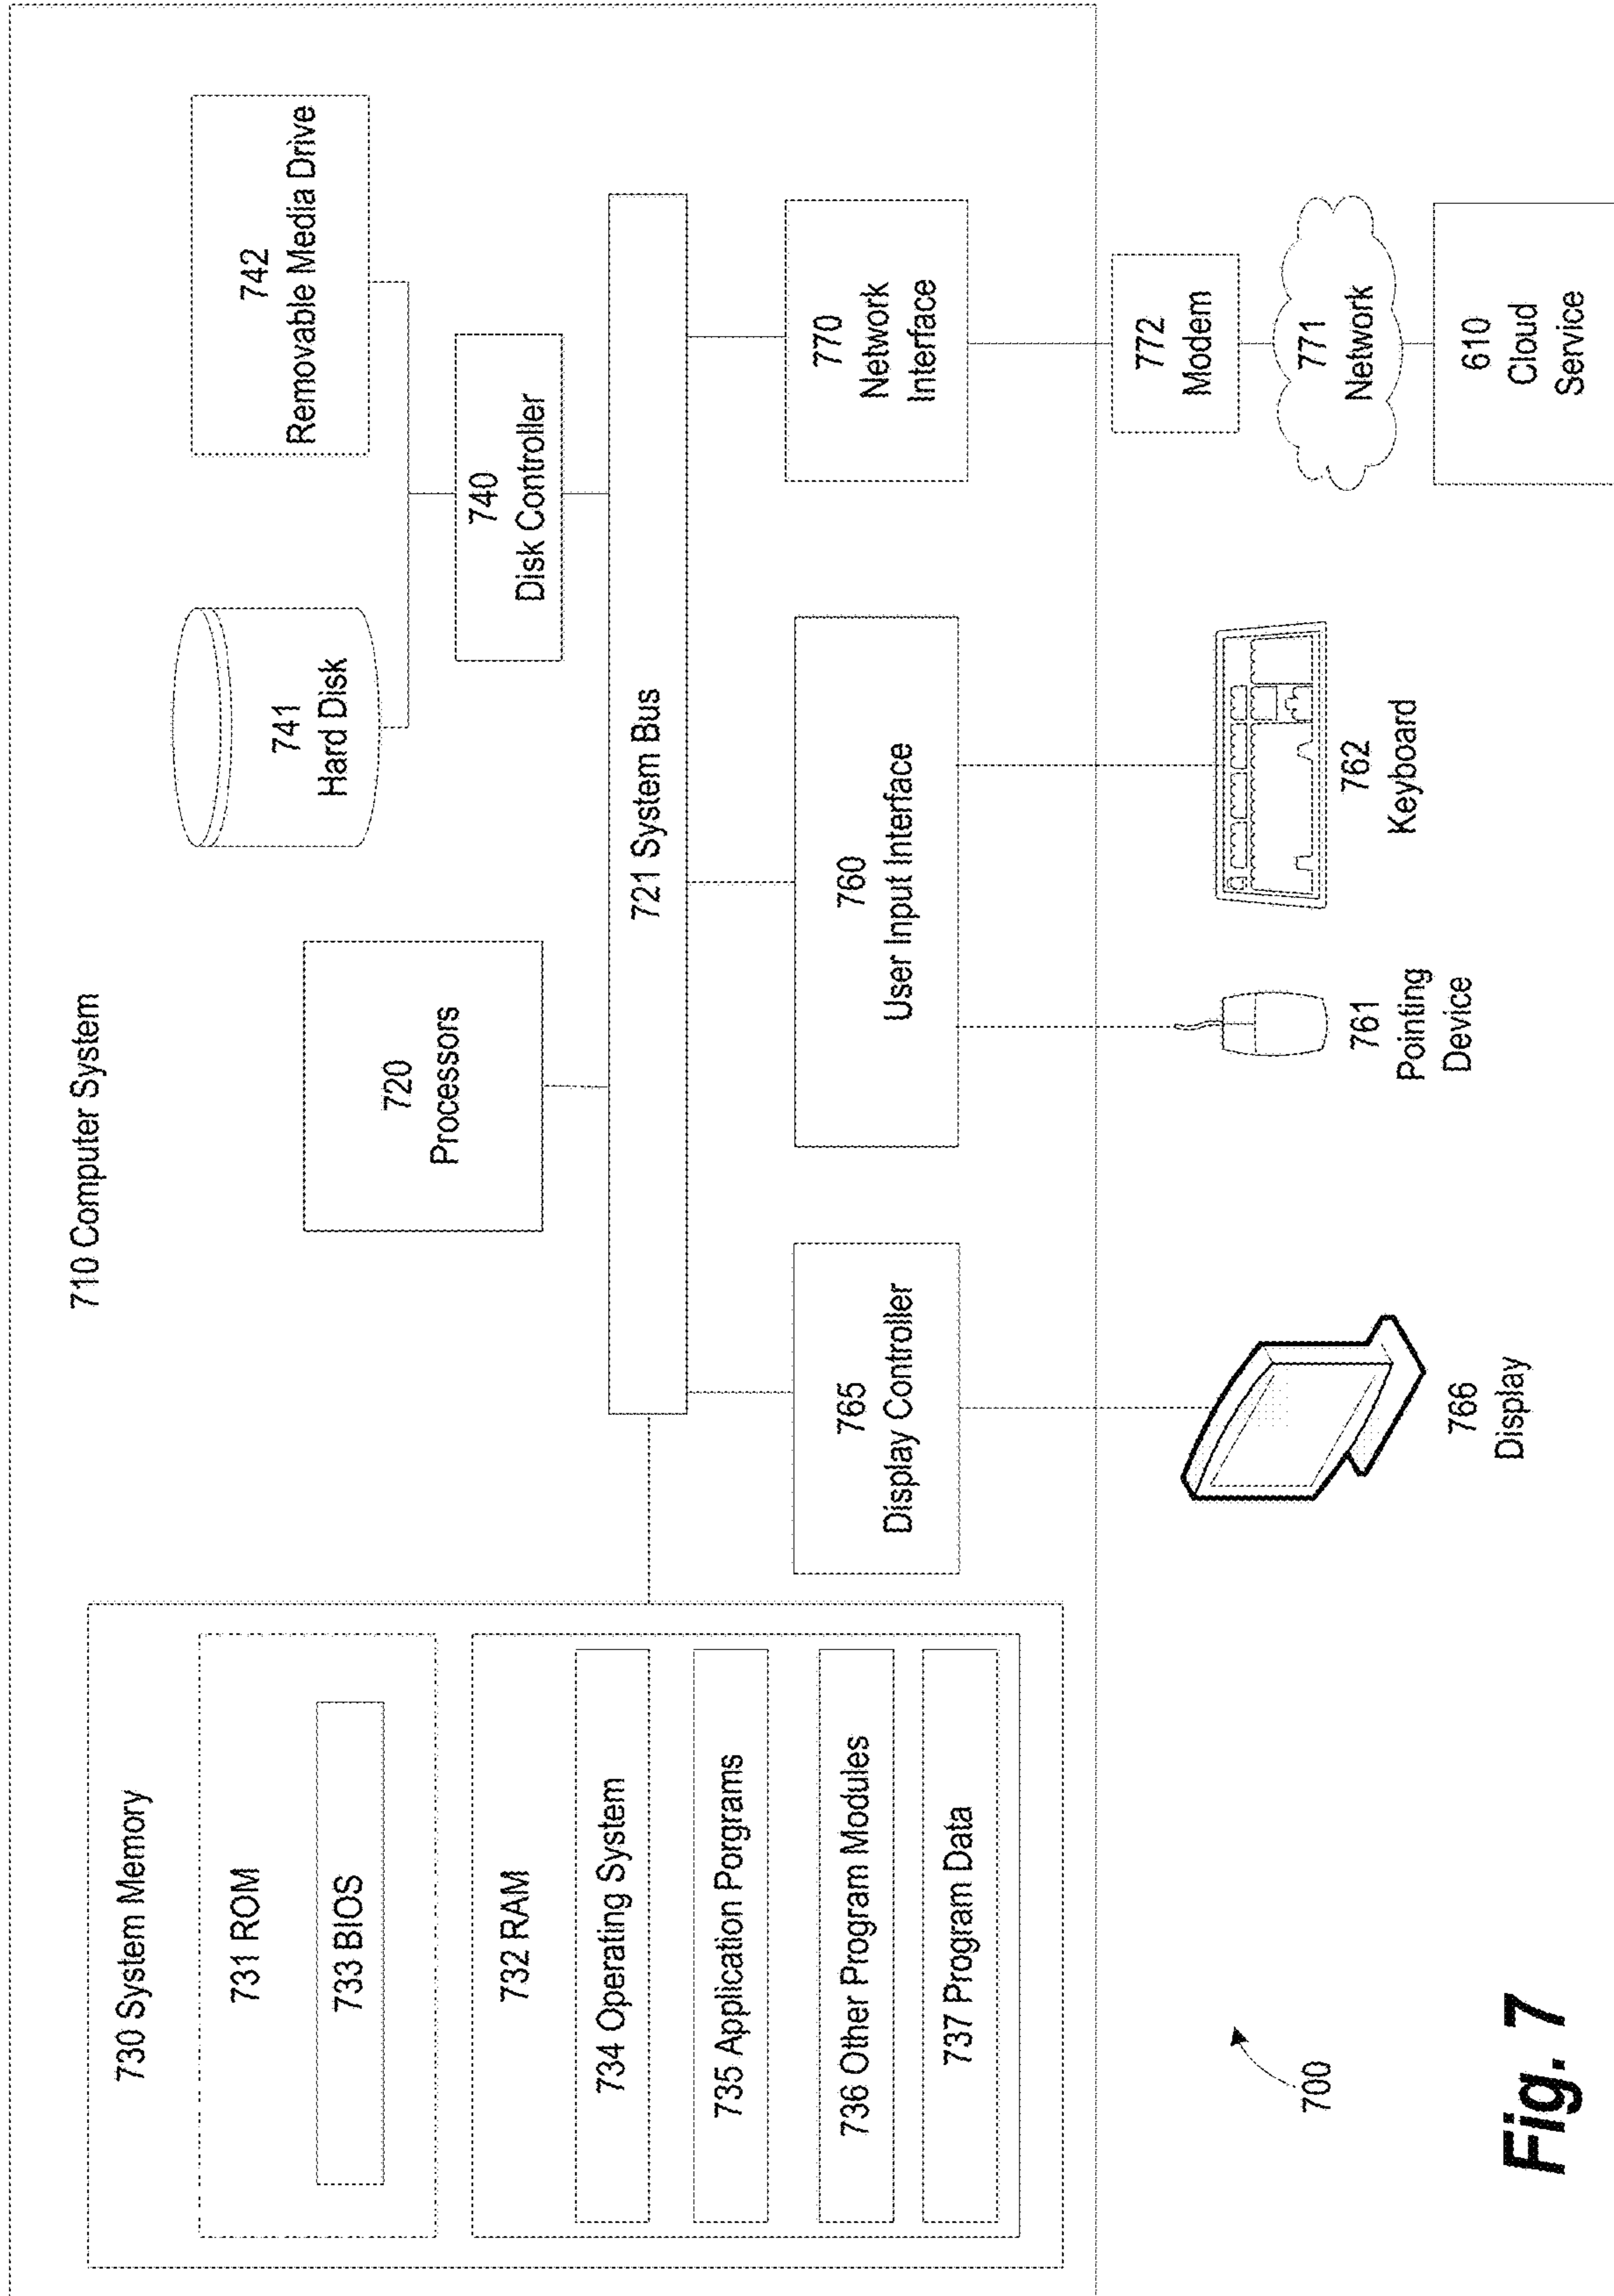 710 Computer System
730 System Memory
731 ROM
733 BIOS
732 RAM
734 Operating System
735 Application Porgrams
736 Other Program Modules
737 Program Data
720
Processors
741
Hard Disk
742
Removable Media Drive
740
Disk Controller
721 System Bus
765
Display Controller
760
User Input Interface
770
Network
Interface
766
Display
761
Pointing
Device
762
Keyboard
772
Modem
771
Network
610
Cloud
Service
700
Fig. 7